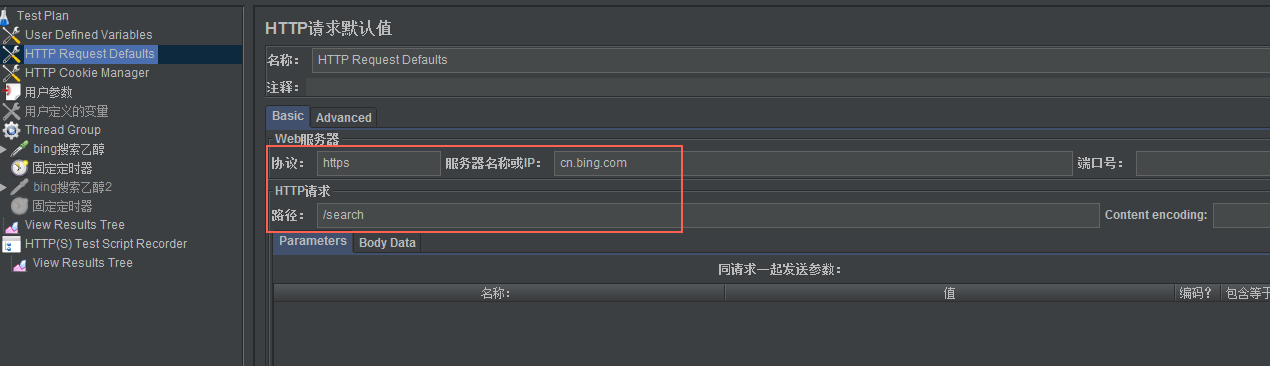 Test Plan
User Defined Variables
HTTP Request Defaults
HTTP Cookie Manager
用户参数
用户定义的变量
Thread Group
bing搜索乙醇
固定定时器
bing搜索乙醇2
固定定时器
View Results Tree
HTTP(S) Test Script Recorder
View Results Tree
HTTP请求默认值
名称： HTTP Request Defaults
注释：
Basic Advanced
Web服务器
协议： https 服务器名称或IP： cn.bing.com 端口号：
HTTP请求
路径： /search Content encoding:
Parameters Body Data
同请求一起发送参数：
名称： 值 编码? 包含等于